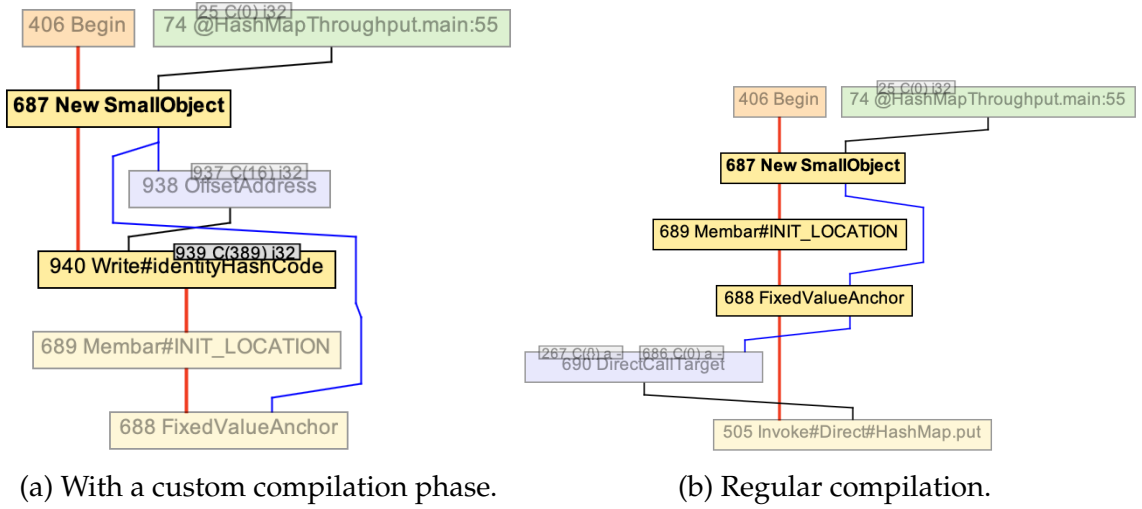 25 C(0) i32
406 Begin
74 @HashMapThroughput.main:55
687 New SmallObject
937 C(16) i32
938 OffsetAddress
939 C(389) i32
940 Write#identityHashCode
689 Membar#INIT_LOCATION
688 FixedValueAnchor
(a) With a custom compilation phase.
25 C(0) i32
406 Begin
74 @HashMapThroughput.main:55
687 New SmallObject
689 Membar#INIT_LOCATION
688 FixedValueAnchor
267 C(0) a -
686 C(0) a -
690 DirectCallTarget
505 Invoke#Direct#HashMap.put
(b) Regular compilation.